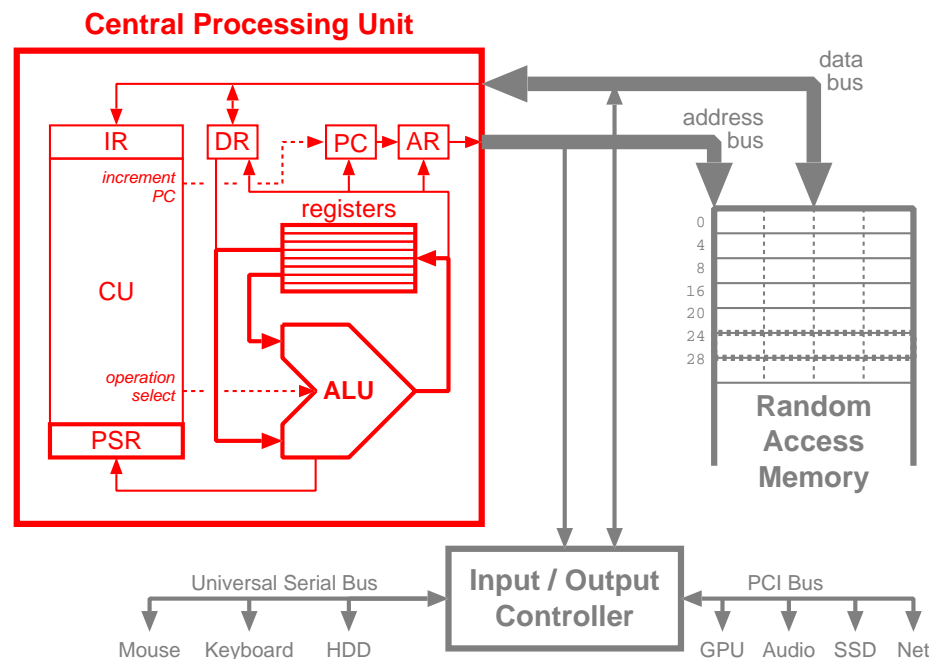 Central Processing Unit
data
bus
address
bus
IR
DR
PC
AR
increment
PC
registers
CU
operation
select
ALU
PSR
0
4
8
16
20
24
28
Random
Access
Memory
Universal Serial Bus
Input / Output
Controller
PCI Bus
Mouse
Keyboard
HDD
GPU
Audio
SSD
Net